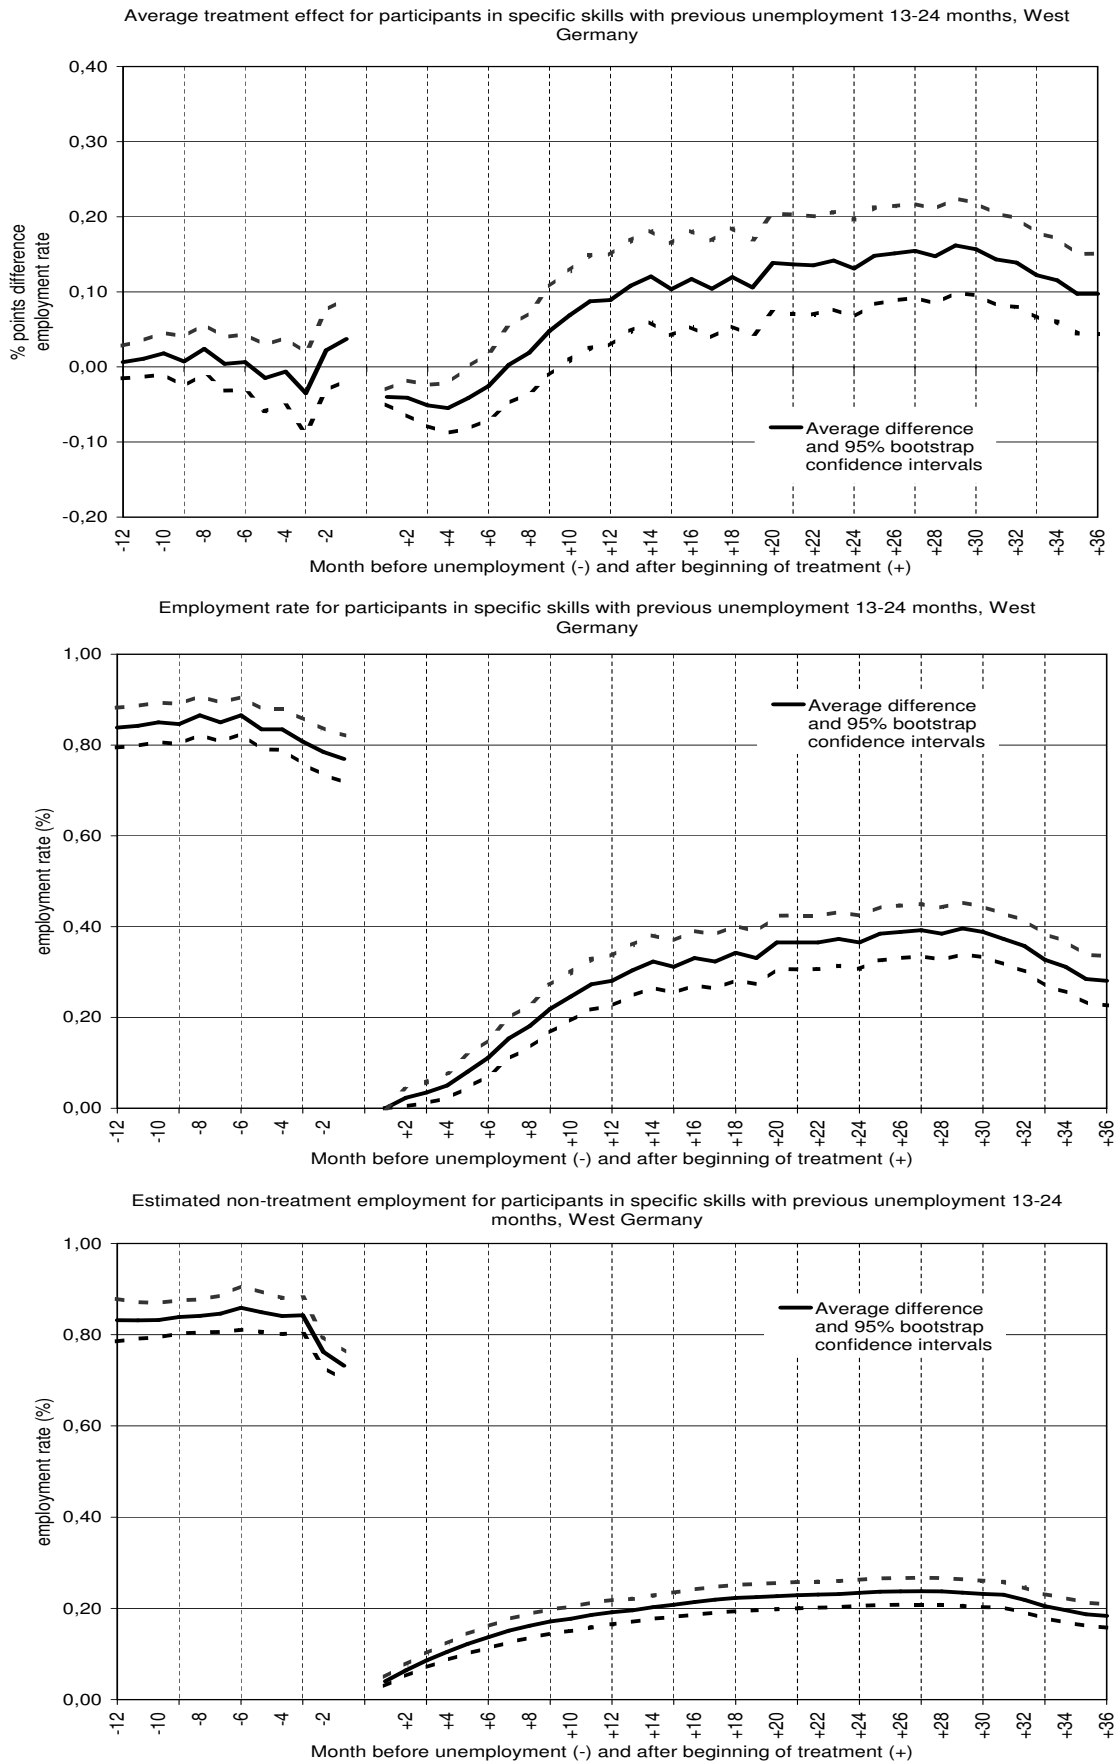 Average treatment effect for participants in specific skills with previous unemployment 13-24 months, West
Germany
0,40
0,30
0,20
0,10
0,00
-0,10
-0,20
% points difference
employment rate
Average difference
and 95% bootstrap
confidence intervals
-12 -10 -8 -6 -4 -2 +2 +4 +6 +8 +10 +12 +14 +16 +18 +20 +22 +24 +26 +28 +30 +32 +34 +36
Month before unemployment (-) and after beginning of treatment (+)
Employment rate for participants in specific skills with previous unemployment 13-24 months, West
Germany
1,00
0,80
0,60
0,40
0,20
0,00
employment rate (%)
Average difference
and 95% bootstrap
confidence intervals
-12 -10 -8 -6 -4 -2 +2 +4 +6 +8 +10 +12 +14 +16 +18 +20 +22 +24 +26 +28 +30 +32 +34 +36
Month before unemployment (-) and after beginning of treatment (+)
Estimated non-treatment employment for participants in specific skills with previous unemployment 13-24
months, West Germany
1,00
0,80
0,60
0,40
0,20
0,00
employment rate (%)
Average difference
and 95% bootstrap
confidence intervals
-12 -10 -8 -6 -4 -2 +2 +4 +6 +8 +10 +12 +14 +16 +18 +20 +22 +24 +26 +28 +30 +32 +34 +36
Month before unemployment (-) and after beginning of treatment (+)